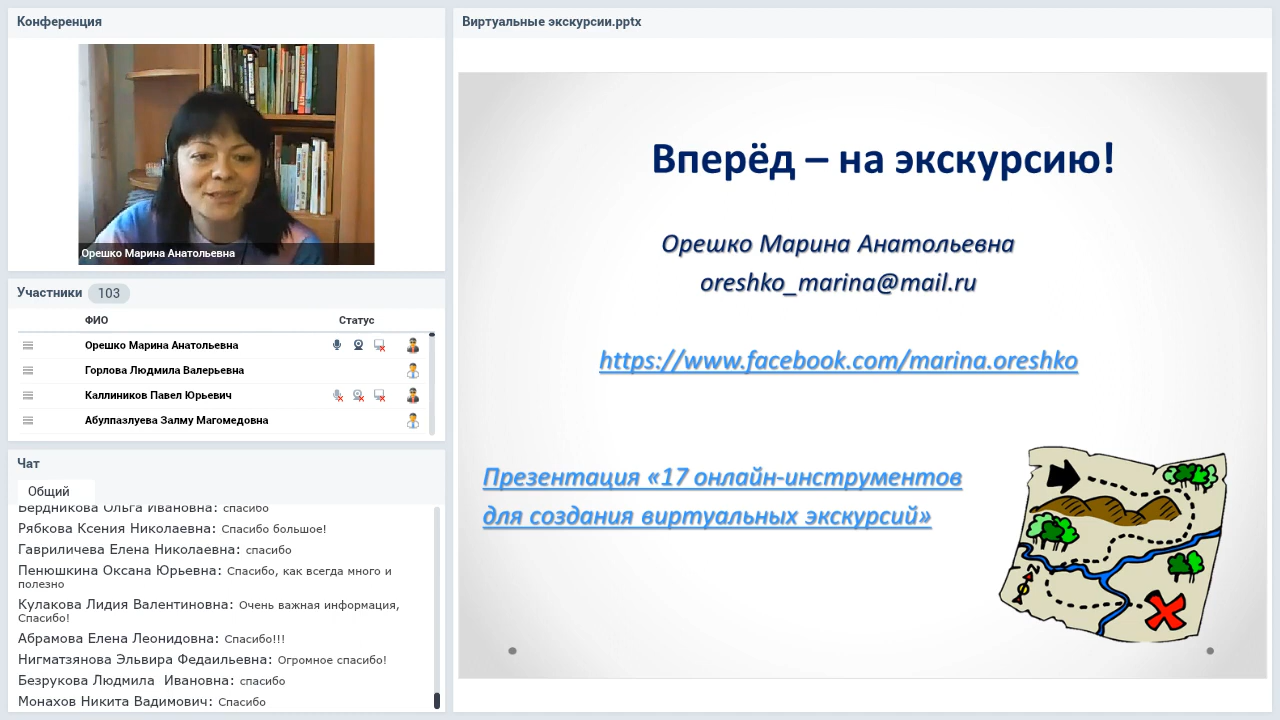 Конференция
Орешко Марина Анатольевна
Участники 103
ФИО Статус
Орешко Марина Анатольевна
Горлова Людмила Валерьевна
Каллиников Павел Юрьевич
Абулпазлуева Залму Магомедовна
Чат
Общий
Бердникова Ольга Ивановна: спасибо
Рябкова Ксения Николаевна: Спасибо большое!
Гавриличева Елена Николаевна: спасибо
Пенюшкина Оксана Юрьевна: Спасибо, как всегда много и
полезно
Кулакова Лидия Валентиновна: Очень важная информация,
Спасибо!
Абрамова Елена Леонидовна: Спасибо!!!
Нигматзянова Эльвира Федаильевна: Огромное спасибо!
Безрукова Людмила  Ивановна: спасибо
Монахов Никита Вадимович: Спасибо
Виртуальные экскурсии.pptx
Вперёд – на экскурсию!
Орешко Марина Анатольевна
oreshko_marina@mail.ru
https://www.facebook.com/marina.oreshko
Презентация «17 онлайн-инструментов
для создания виртуальных экскурсий»
N